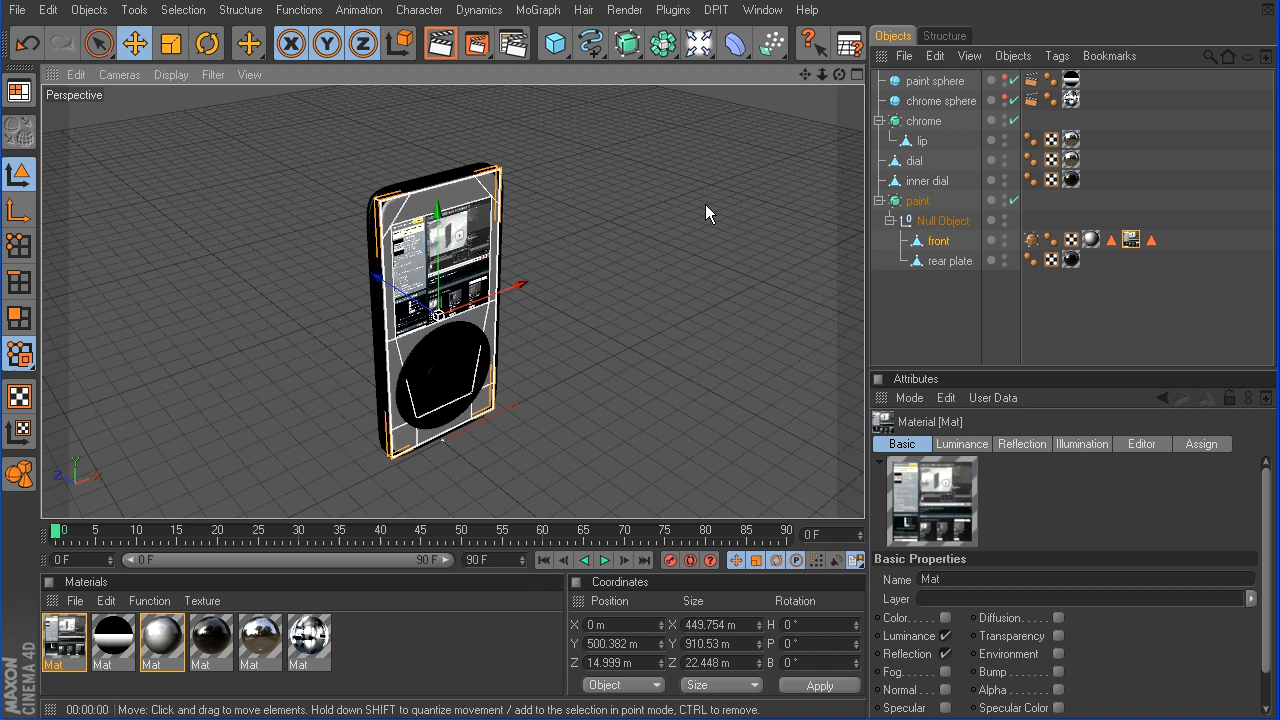 File Edit Objects Tools Selection Structure Functions Animation Character Dynamics MoGraph Hair Render Plugins DPIT Window Help
X Y Z
Objects Structure
File Edit View Objects Tags Bookmarks
Edit Cameras Display Filter View
Perspective
paint sphere
chrome sphere
chrome
lip
dial
inner dial
paint
Null Object
front
rear plate
Y
Z X
Attributes
Mode Edit User Data
Material [Mat]
Basic Luminance Reflection Illumination Editor Assign
0 5 10 15 20 25 30 35 40 45 50 55 60 65 70 75 80 85 90 0 F
0 F 0 F 90 F 90 F
Basic Properties
Name Mat
Layer
Color. Diffusion. . . .
Luminance Transparency
Reflection Environment
Fog. . . . . Bump. . . . . . .
Normal . . . Alpha . . . . . . .
Specular Specular Color
Materials
File Edit Function Texture
Mat Mat Mat Mat Mat Mat
Coordinates
Position Size Rotation
X 0 m X 449.754 m H 0 °
Y 500.382 m Y 910.53 m P 0 °
Z 14.999 m Z 22.448 m B 0 °
Object Size Apply
MAXON
CINEMA 4D
00:00:00 Move: Click and drag to move elements. Hold down SHIFT to quantize movement / add to the selection in point mode, CTRL to remove.